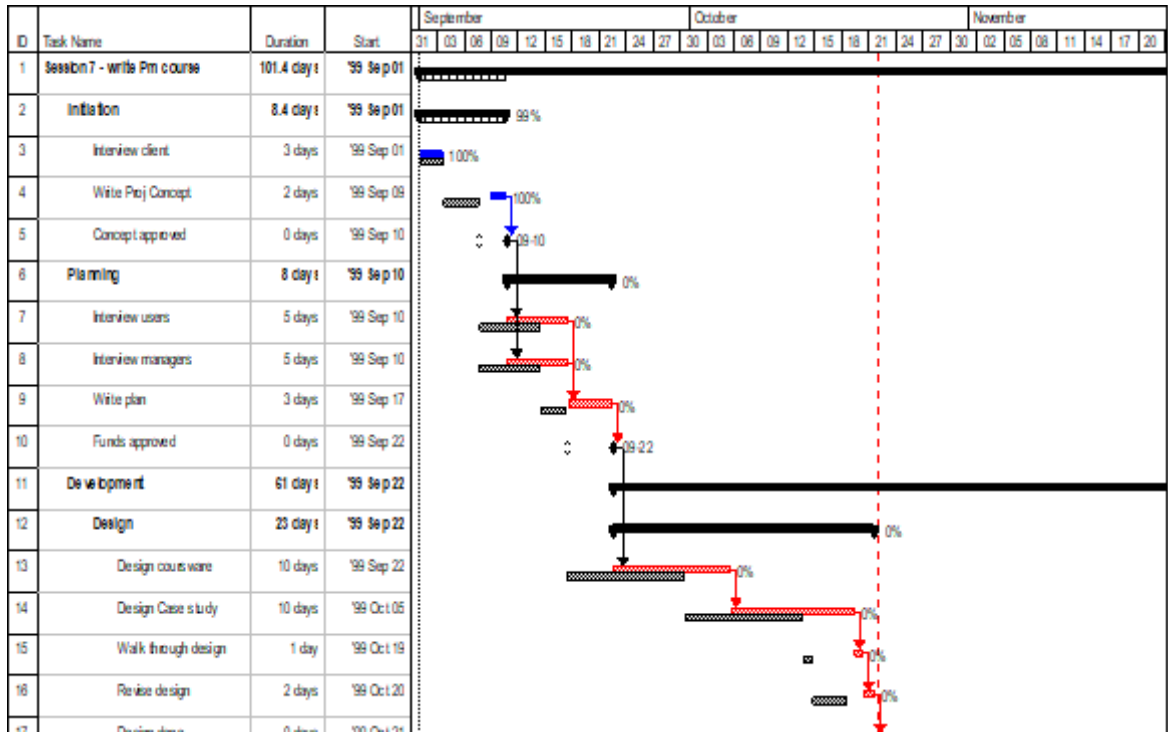 September October November
ID Task Name Duration Start 31 03 06 09 12 15 18 21 24 27 30 03 06 09 12 15 18 21 24 27 30 02 05 08 11 14 17 20
1 Session 7 - write Pm course 101.4 days '99 Sep 01
2 Initiation 8.4 days '99 Sep 01 99%
3 Interview client 3 days '99 Sep 01 100%
4 Write Proj Concept 2 days '99 Sep 09 100%
5 Concept approved 0 days '99 Sep 10 09-10
6 Planning 8 days '99 Sep 10 0%
7 Interview users 5 days '99 Sep 10 0%
8 Interview managers 5 days '99 Sep 10 0%
9 Write plan 3 days '99 Sep 17 0%
10 Funds approved 0 days '99 Sep 22 09-22
11 Development 61 days '99 Sep 22
12 Design 23 days '99 Sep 22 0%
13 Design coursware 10 days '99 Sep 22 0%
14 Design Case study 10 days '99 Oct 05 0%
15 Walk through design 1 day '99 Oct 19 0%
16 Revise design 2 days '99 Oct 20 0%
17 0 days '99 Oct 21